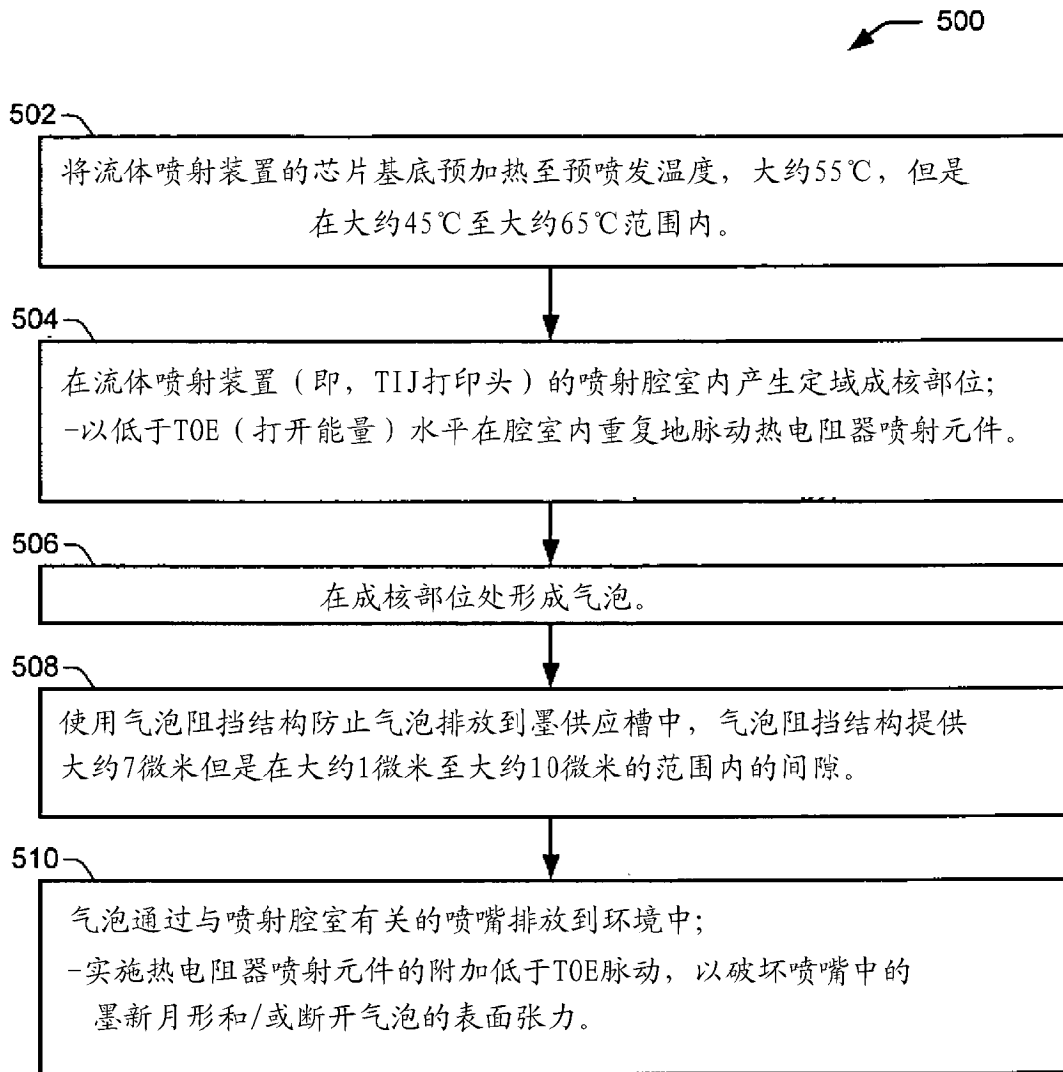 500
502
将流体喷射装置的芯片基底预加热至预喷发温度，大约55℃，但是
在大约45℃至大约65℃范围内。
504
在流体喷射装置（即，TIJ打印头）的喷射腔室内产生定域成核部位；
-以低于TOE（打开能量）水平在腔室内重复地脉动热电阻器喷射元件。
506
在成核部位处形成气泡。
508
使用气泡阻挡结构防止气泡排放到墨供应槽中，气泡阻挡结构提供
大约7微米但是在大约1微米至大约10微米的范围内的间隙。
510
气泡通过与喷射腔室有关的喷嘴排放到环境中；
-实施热电阻器喷射元件的附加低于TOE脉动，以破坏喷嘴中的
墨新月形和/或断开气泡的表面张力。